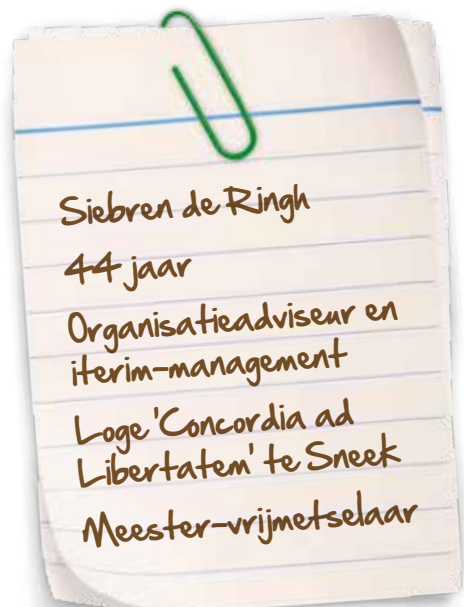 Siebren de Ringh
44 jaar
Organisatieadviseur en
iterim-management
Loge 'Concordia ad
Libertatem' te Sneek
Meester-vrijmetselaar